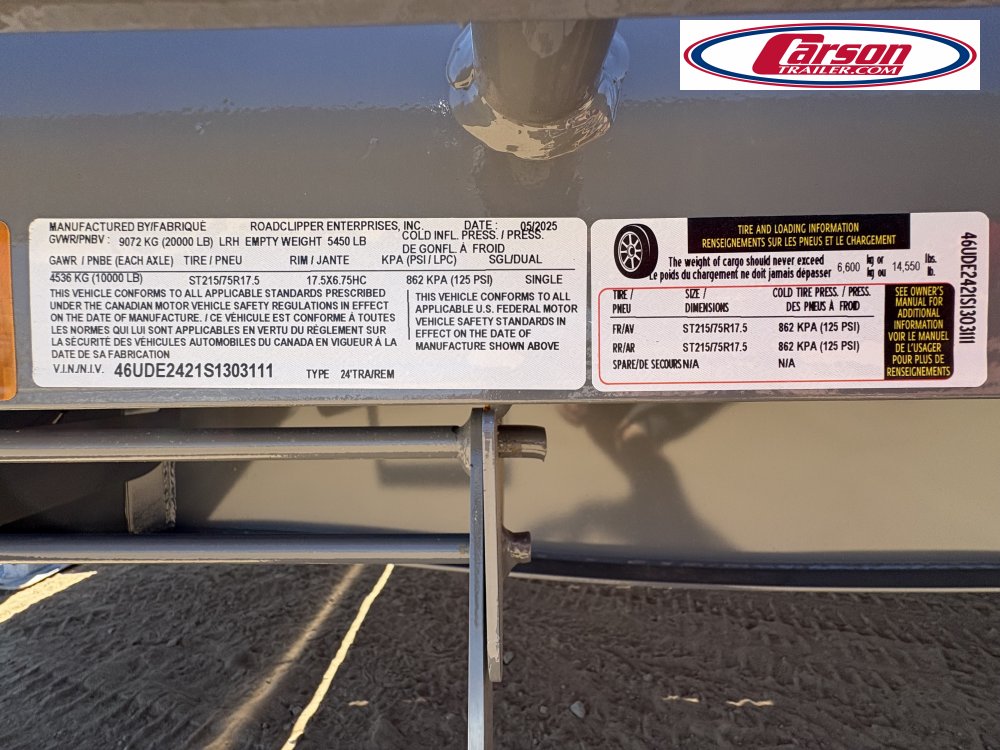 Carson
TRAILER.COM
MANUFACTURED BY/FABRIQUÉ ROADCLIPPER ENTERPRISES, INC DATE : 05/2025
GVWR/PNBV : 9072 KG (20000 LB) LRH EMPTY WEIGHT 5450 LB COLD INFL. PRESS. / PRESS.
DE GONFL. À FROID
GAWR / PNBE (EACH AXLE) TIRE / PNEU RIM / JANTE KPA (PSI / LPC) SGL/DUAL
4536 KG (10000 LB) ST215/75R17.5 17.5X6.75HC 862 KPA (125 PSI) SINGLE
THIS VEHICLE CONFORMS TO ALL APPLICABLE STANDARDS PRESCRIBED
UNDER THE CANADIAN MOTOR VEHICLE SAFETY REGULATIONS IN EFFECT
ON THE DATE OF MANUFACTURE. / CE VÉHICULE EST CONFORME À TOUTES
LES NORMES QUI LUI SONT APPLICABLES EN VERTU DU RÈGLEMENT SUR
LA SÉCURITÉ DES VÉHICULES AUTOMOBILES DU CANADA EN VIGUEUR À LA
DATE DE SA FABRICATION
THIS VEHICLE CONFORMS TO ALL
APPLICABLE U.S. FEDERAL MOTOR
VEHICLE SAFETY STANDARDS IN
EFFECT ON THE DATE OF
MANUFACTURE SHOWN ABOVE
V.I.N./N.I.V. 46UDE2421S1303111 TYPE 24'TRA/REM
TIRE AND LOADING INFORMATION
RENSEIGNEMENTS SUR LES PNEUS ET LE CHARGEMENT
The weight of cargo should never exceed
Le poids du chargement ne doit jamais dépasser 6,600 kg or kg ou 14,550 lbs. lb.
TIRE / SIZE / COLD TIRE PRESS. / PRESS.
PNEU DIMENSIONS DES PNEUS À FROID
FR/AV ST215/75R17.5 862 KPA (125 PSI)
RR/AR ST215/75R17.5 862 KPA (125 PSI)
SPARE/DE SECOURS N/A N/A
SEE OWNER'S
MANUAL FOR
ADDITIONAL
INFORMATION
VOIR LE MANUEL
DE L'USAGER
POUR PLUS DE
RENSEIGNEMENTS
46UDE2421S1303111